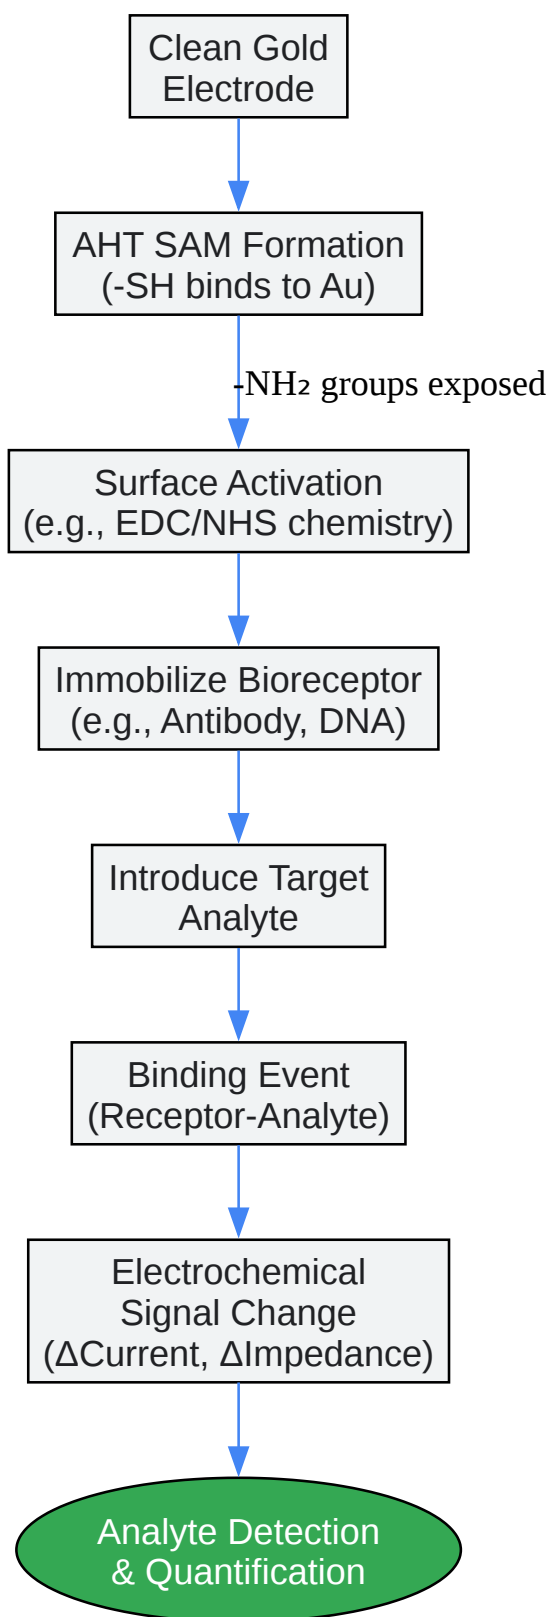 Clean Gold
Electrode
AHT SAM Formation
(-SH binds to Au)
-NH₂ groups exposed
Surface Activation
(e.g., EDC/NHS chemistry)
Immobilize Bioreceptor
(e.g., Antibody, DNA)
Introduce Target
Analyte
Binding Event
(Receptor-Analyte)
Electrochemical
Signal Change
(ΔCurrent, ΔImpedance)
Analyte Detection
& Quantification